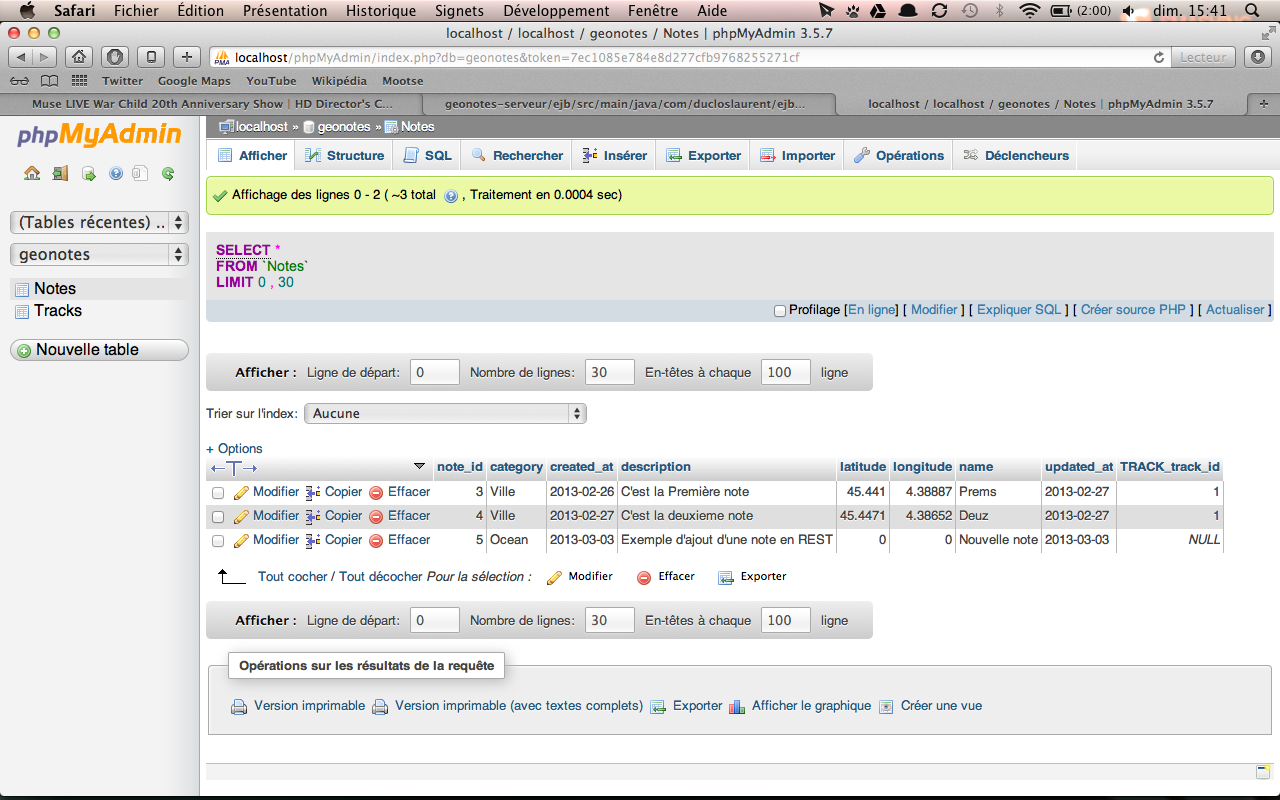 Safari Fichier Édition Présentation Historique Signets Développement Fenêtre Aide (2:00) dim. 15:41
localhost / localhost / geonotes / Notes | phpMyAdmin 3.5.7
localhost/phpMyAdmin/index.php?db=geonotes&token=7ec1085e784e8d277cfb9768255271cf Lecteur
Twitter Google Maps YouTube Wikipédia Mootse
Muse LIVE War Child 20th Anniversary Show | HD Director's C... geonotes-serveur/ejb/src/main/java/com/ducloslaurent/ejb... localhost / localhost / geonotes / Notes | phpMyAdmin 3.5.7
phpMyAdmin
(Tables récentes) ..
geonotes
Notes
Tracks
Nouvelle table
localhost » geonotes » Notes
Afficher Structure SQL Rechercher Insérer Exporter Importer Opérations Déclencheurs
Affichage des lignes 0 - 2 ( ~3 total , Traitement en 0.0004 sec)
SELECT *
FROM `Notes`
LIMIT 0 , 30
Profilage [En ligne] [ Modifier ] [ Expliquer SQL ] [ Créer source PHP ] [ Actualiser ]
Afficher : Ligne de départ: 0 Nombre de lignes: 30 En-têtes à chaque 100 ligne
Trier sur l'index: Aucune
+ Options
←T→ note_id category created_at description latitude longitude name updated_at TRACK_track_id
Modifier Copier Effacer 3 Ville 2013-02-26 C'est la Première note 45.441 4.38887 Prems 2013-02-27 1
Modifier Copier Effacer 4 Ville 2013-02-27 C'est la deuxieme note 45.4471 4.38652 Deuz 2013-02-27 1
Modifier Copier Effacer 5 Ocean 2013-03-03 Exemple d'ajout d'une note en REST 0 0 Nouvelle note 2013-03-03 NULL
Tout cocher / Tout décocher Pour la sélection : Modifier Effacer Exporter
Afficher : Ligne de départ: 0 Nombre de lignes: 30 En-têtes à chaque 100 ligne
Opérations sur les résultats de la requête
Version imprimable Version imprimable (avec textes complets) Exporter Afficher le graphique Créer une vue